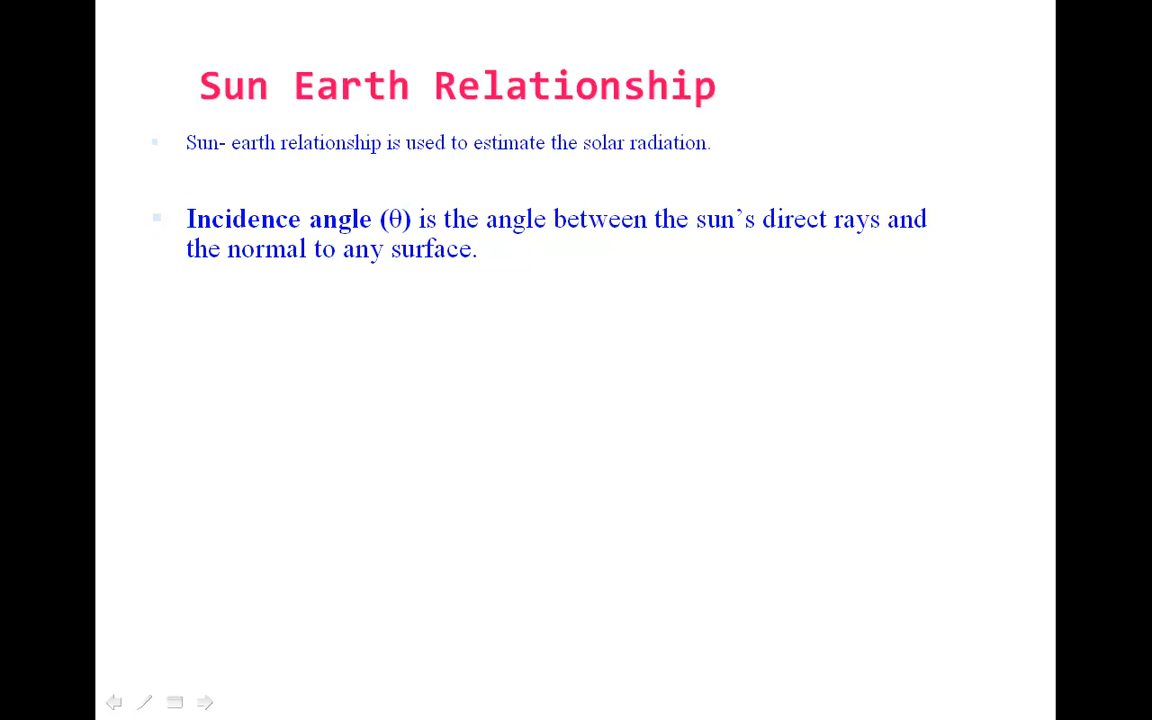 Sun Earth Relationship
Sun- earth relationship is used to estimate the solar radiation.
Incidence angle (θ) is the angle between the sun’s direct rays and
the normal to any surface.